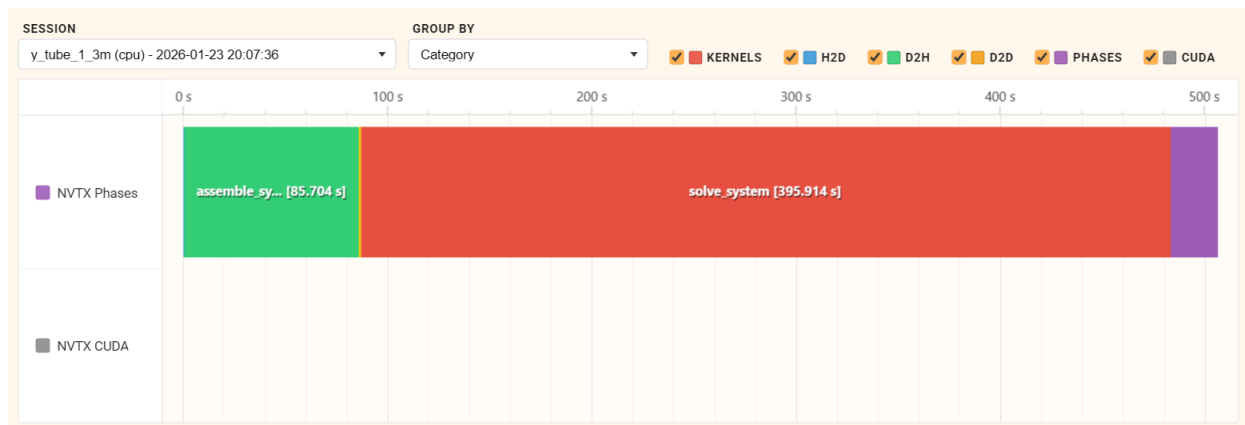 SESSION
GROUP BY
y_tube_1_3m (cpu) - 2026-01-23 20:07:36
Category
KERNELS
H2D
D2H
D2D
PHASES
CUDA
0 s
100 s
200 s
300 s
400 s
500 s
NVTX Phases
assemble_sy... [85.704 s]
solve_system [395.914 s]
NVTX CUDA